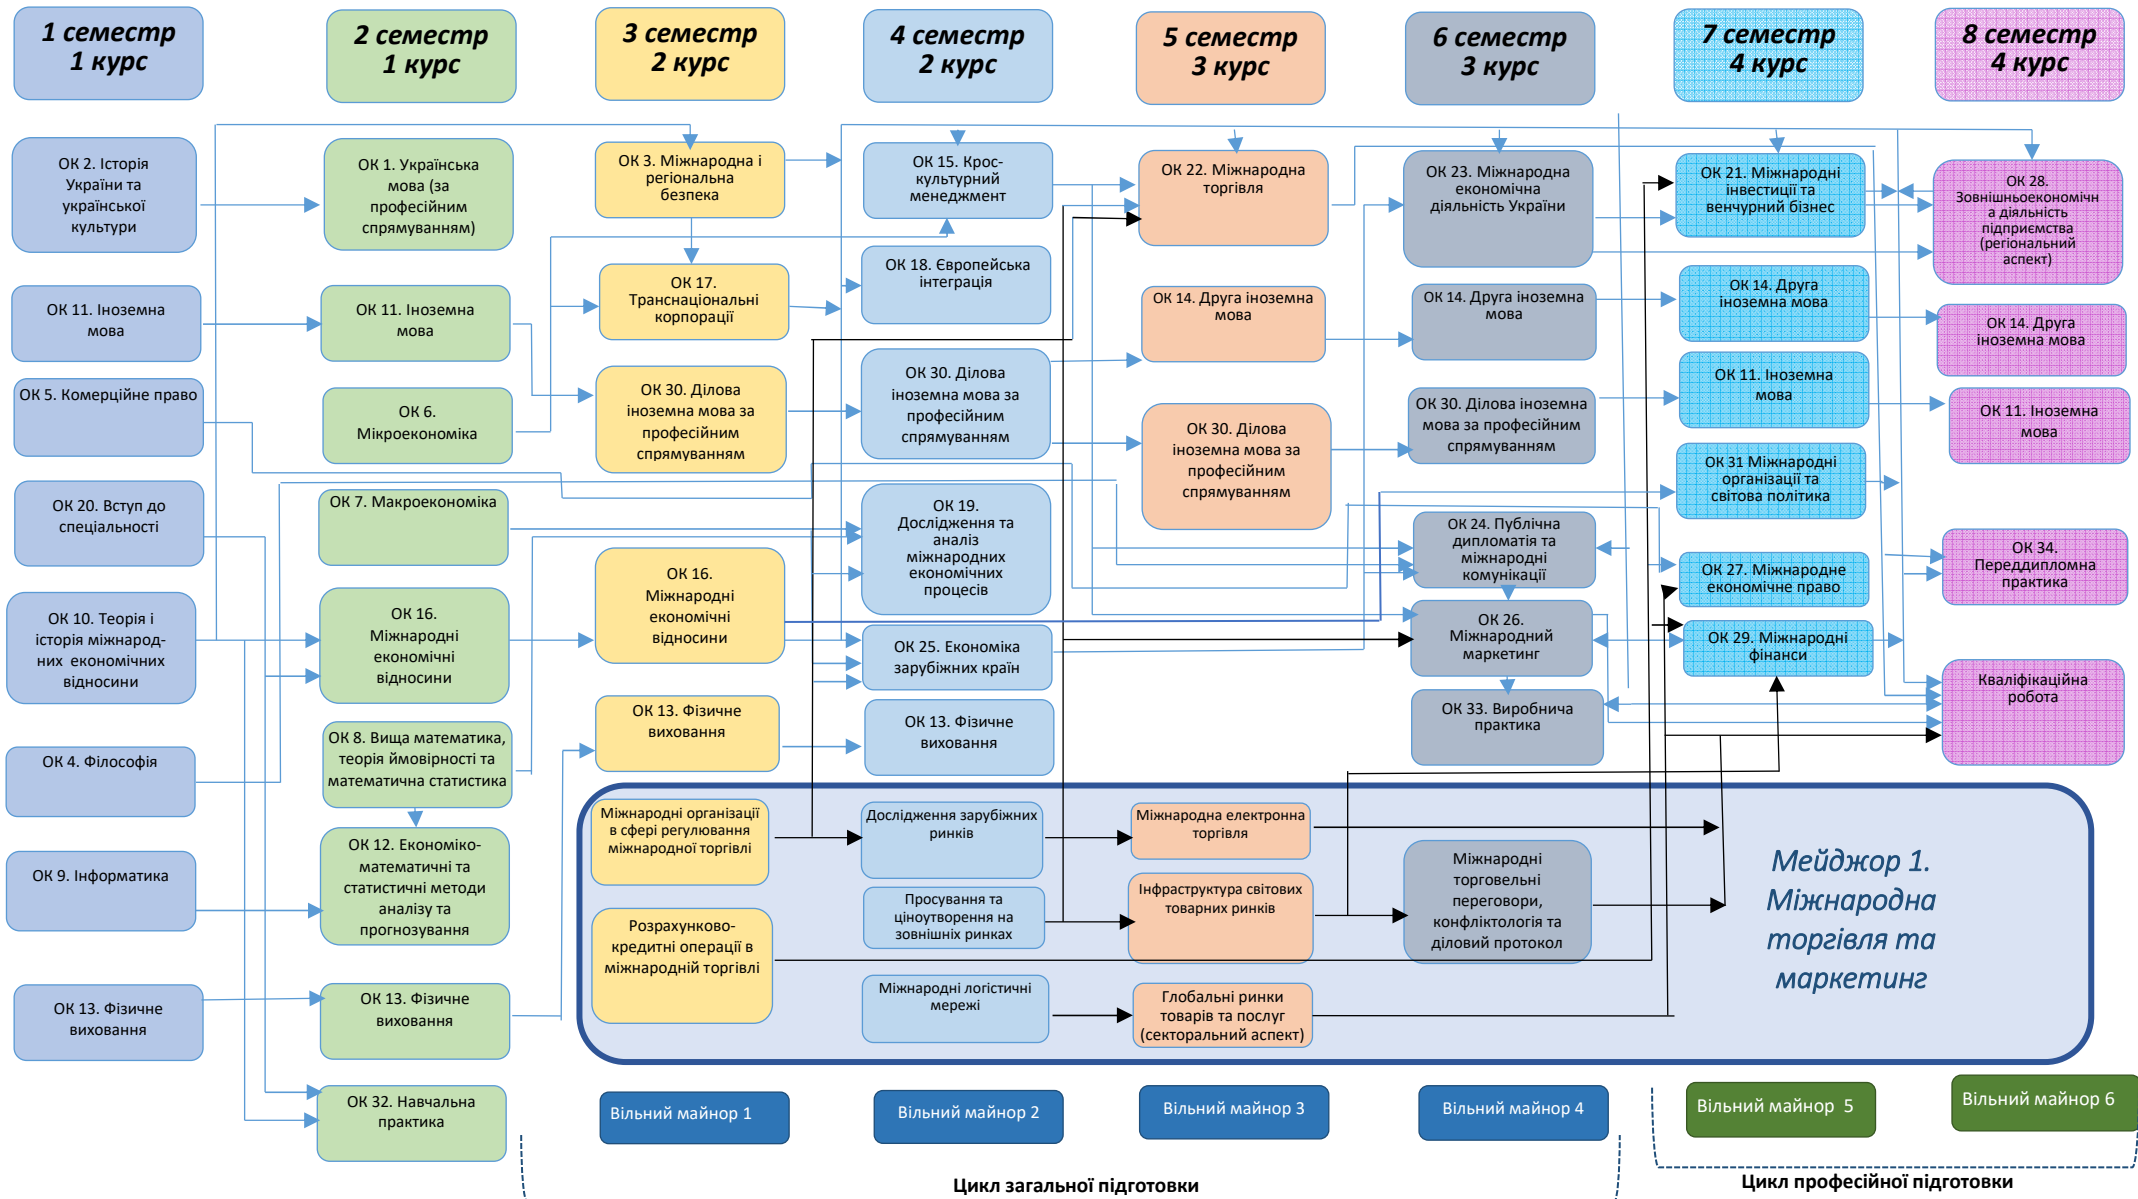 1 семестр
1 курс
2 семестр
1 курс
3 семестр
2 курс
4 семестр
2 курс
5 семестр
3 курс
6 семестр
3 курс
7 семестр
4 курс
8 семестр
4 курс
ОК 2. Історія
України та
української
культури
ОК 11. Іноземна
мова
ОК 5. Комерційне право
ОК 20. Вступ до
спеціальності
ОК 10. Теорія і
історія міжнарод-
них економічних
відносини
ОК 4. Філософія
ОК 9. Інформатика
ОК 13. Фізичне
виховання
ОК 1. Українська
мова (за
професійним
спрямуванням)
ОК 11. Іноземна
мова
ОК 6.
Мікроекономіка
ОК 7. Макроекономіка
ОК 16.
Міжнародні
економічні
відносини
ОК 8. Вища математика,
теорія ймовірності та
математична статистика
ОК 12. Економіко-
математичні та
статистичні методи
аналізу та
прогнозування
ОК 13. Фізичне
виховання
ОК 32. Навчальна
практика
ОК 3. Міжнародна і
регіональна
безпека
ОК 17.
Транснаціональні
корпорації
ОК 30. Ділова
іноземна мова за
професійним
спрямуванням
ОК 16.
Міжнародні
економічні
відносини
ОК 13. Фізичне
виховання
Міжнародні організації
в сфері регулювання
міжнародної торгівлі
Розрахунково-
кредитні операції в
міжнародній торгівлі
Вільний майнор 1
ОК 15. Крос-
культурний
менеджмент
ОК 18. Європейська
інтеграція
ОК 30. Ділова
іноземна мова за
професійним
спрямуванням
ОК 19.
Дослідження та
аналіз
міжнародних
економічних
процесів
ОК 25. Економіка
зарубіжних країн
ОК 13. Фізичне
виховання
Дослідження зарубіжних
ринків
Просування та
ціноутворення на
зовнішніх ринках
Міжнародні логістичні
мережі
Вільний майнор 2
ОК 22. Міжнародна
торгівля
ОК 14. Друга іноземна
мова
ОК 30. Ділова
іноземна мова за
професійним
спрямуванням
Міжнародна електронна
торгівля
Інфраструктура світових
товарних ринків
Глобальні ринки
товарів та послуг
(секторальний аспект)
Вільний майнор 3
ОК 23. Міжнародна
економічна
діяльність України
ОК 14. Друга іноземна
мова
ОК 30. Ділова іноземна
мова за професійним
спрямуванням
ОК 24. Публічна
дипломатія та
міжнародні
комунікації
ОК 26.
Міжнародний
маркетинг
ОК 33. Виробнича
практика
Міжнародні
торговельні
переговори,
конфліктологія та
діловий протокол
Вільний майнор 4
ОК 21. Міжнародні
інвестиції та
венчурний бізнес
ОК 14. Друга
іноземна мова
ОК 11. Іноземна
мова
ОК 31 Міжнародні
організації та
світова політика
ОК 27. Міжнародне
економічне право
ОК 29. Міжнародні
фінанси
Мейджор 1.
Міжнародна
торгівля та
маркетинг
Вільний майнор 5
ОК 28.
Зовнішньоекономічн
а діяльність
підприємства
(регіональний
аспект)
ОК 14. Друга
іноземна мова
ОК 11. Іноземна
мова
ОК 34.
Переддипломна
практика
Кваліфікаційна
робота
Вільний майнор 6
Цикл загальної підготовки
Цикл професійної підготовки